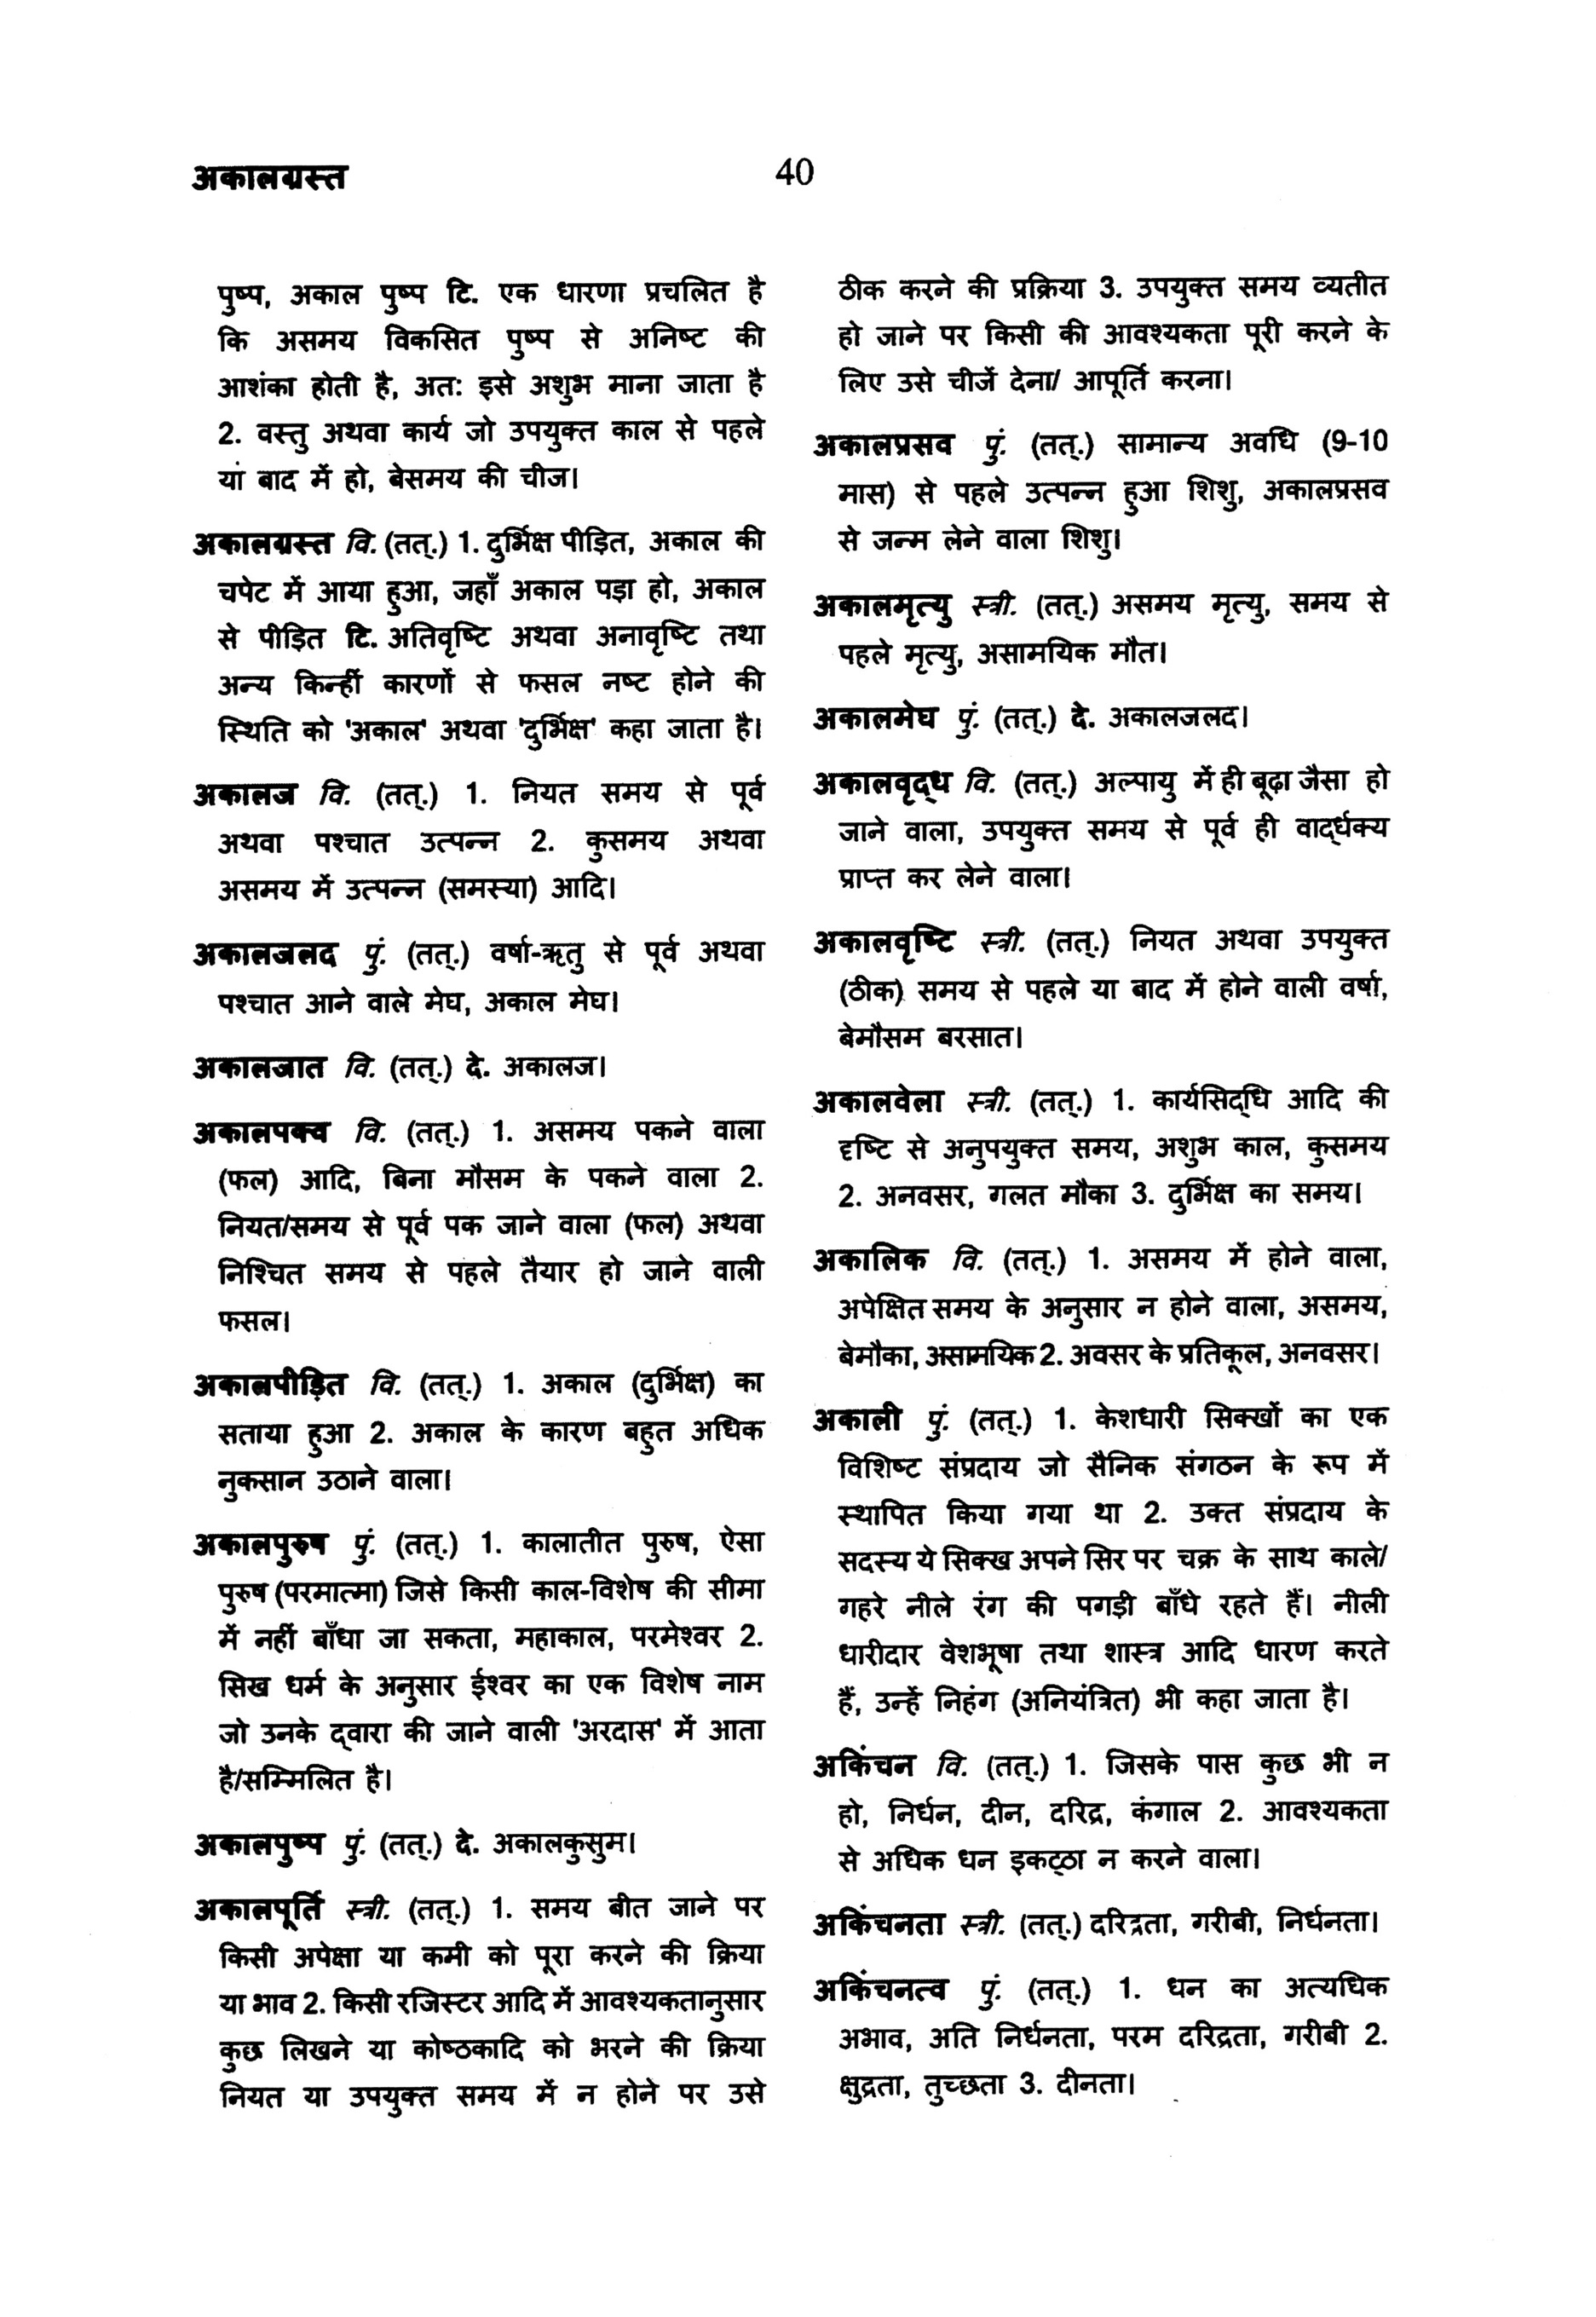 अकालग्रस्त
40
पुष्प, अकाल पुष्प टि. एक धारणा प्रचलित है
कि असमय विकसित पुष्प से अनिष्ट की
आशंका होती है, अत: इसे अशुभ माना जाता है
2. वस्तु अथवा कार्य जो उपयुक्त काल से पहले
यां बाद में हो, बेसमय की चीज।
अकालग्रस्त वि. (तत्.) 1. दुर्भिक्ष पीड़ित, अकाल की
चपेट में आया हुआ, जहाँ अकाल पड़ा हो, अकाल
से पीड़ित टि. अतिवृष्टि अथवा अनावृष्टि तथा
अन्य किन्हीं कारणों से फसल नष्ट होने की
स्थिति को 'अकाल' अथवा 'दुर्भिक्ष' कहा जाता है।
अकालज वि. (तत्.) 1. नियत समय से पूर्व
अथवा पश्चात उत्पन्न 2. कुसमय अथवा
असमय में उत्पन्न (समस्या) आदि।
अकालजलद पुं. (तत्.) वर्षा-ऋतु से पूर्व अथवा
पश्चात आने वाले मेघ, अकाल मेघ।
अकालजात वि. (तत्.) दे. अकालज।
अकालपक्व वि. (तत्.) 1. असमय पकने वाला
(फल) आदि, बिना मौसम के पकने वाला 2.
नियत/समय से पूर्व पक जाने वाला (फल) अथवा
निश्चित समय से पहले तैयार हो जाने वाली
फसल।
अकालपीड़ित वि. (तत्.) 1. अकाल (दुर्भिक्ष) का
सताया हुआ 2. अकाल के कारण बहुत अधिक
नुकसान उठाने वाला।
अकालपुरुष पुं. (तत्.) 1. कालातीत पुरुष, ऐसा
पुरुष (परमात्मा) जिसे किसी काल-विशेष की सीमा
में नहीं बाँधा जा सकता, महाकाल, परमेश्वर 2.
सिख धर्म के अनुसार ईश्वर का एक विशेष नाम
जो उनके द्वारा की जाने वाली 'अरदास' में आता
है/सम्मिलित है।
अकालपुष्प पुं. (तत्.) दे. अकालकुसुम।
अकालपूर्ति स्त्री. (तत्.) 1. समय बीत जाने पर
किसी अपेक्षा या कमी को पूरा करने की क्रिया
या भाव 2. किसी रजिस्टर आदि में आवश्यकतानुसार
कुछ लिखने या कोष्ठकादि को भरने की क्रिया
नियत या उपयुक्त समय में न होने पर उसे
ठीक करने की प्रक्रिया 3. उपयुक्त समय व्यतीत
हो जाने पर किसी की आवश्यकता पूरी करने के
लिए उसे चीजें देना/ आपूर्ति करना।
अकालप्रसव पुं. (तत्.) सामान्य अवधि (9-10
मास) से पहले उत्पन्न हुआ शिशु, अकालप्रसव
से जन्म लेने वाला शिशु।
अकालमृत्यु स्त्री. (तत्.) असमय मृत्यु, समय से
पहले मृत्यु, असामयिक मौत।
अकालमेघ पुं. (तत्.) दे. अकालजलद।
अकालवृद्ध वि. (तत्.) अल्पायु में ही बूढ़ा जैसा हो
जाने वाला, उपयुक्त समय से पूर्व ही वार्द्धक्य
प्राप्त कर लेने वाला।
अकालवृष्टि स्त्री. (तत्.) नियत अथवा उपयुक्त
(ठीक) समय से पहले या बाद में होने वाली वर्षा,
बेमौसम बरसात।
अकालवेला स्त्री. (तत्.) 1. कार्यसिद्धि आदि की
दृष्टि से अनुपयुक्त समय, अशुभ काल, कुसमय
2. अनवसर, गलत मौका 3. दुर्भिक्ष का समय।
अकालिक वि. (तत्.) 1. असमय में होने वाला,
अपेक्षित समय के अनुसार न होने वाला, असमय,
बेमौका, असामयिक 2. अवसर के प्रतिकूल, अनवसर।
अकाली पुं. (तत्.) 1. केशधारी सिक्खों का एक
विशिष्ट संप्रदाय जो सैनिक संगठन के रूप में
स्थापित किया गया था 2. उक्त संप्रदाय के
सदस्य ये सिक्ख अपने सिर पर चक्र के साथ काले/
गहरे नीले रंग की पगड़ी बाँधे रहते हैं। नीली
धारीदार वेशभूषा तथा शास्त्र आदि धारण करते
हैं, उन्हें निहंग (अनियंत्रित) भी कहा जाता है।
अकिंचन वि. (तत्.) 1. जिसके पास कुछ भी न
हो, निर्धन, दीन, दरिद्र, कंगाल 2. आवश्यकता
से अधिक धन इकट्ठा न करने वाला।
अकिंचनता स्त्री. (तत्.) दरिद्रता, गरीबी, निर्धनता।
अकिंचनत्व पुं. (तत्.) 1. धन का अत्यधिक
अभाव, अति निर्धनता, परम दरिद्रता, गरीबी 2.
क्षुद्रता, तुच्छता 3. दीनता।